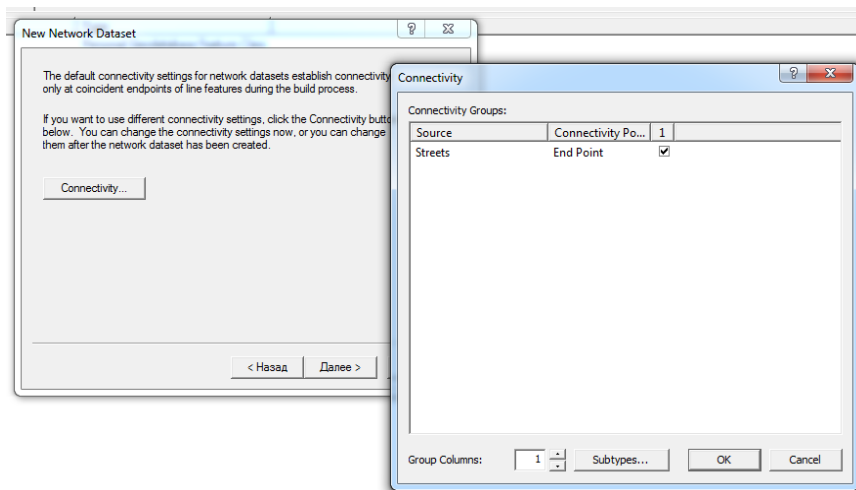 New Network Dataset
The default connectivity settings for network datasets establish connectivity
only at coincident endpoints of line features during the build process.
If you want to use different connectivity settings, click the Connectivity
below. You can change the connectivity settings now, or you can change
them after the network dataset has been created.
Connectivity...
< Назад
Далее >
Connectivity
Connectivity Groups:
Source Connectivity Po... 1
Streets End Point
Group Columns: 1 Subtypes... OK Cancel